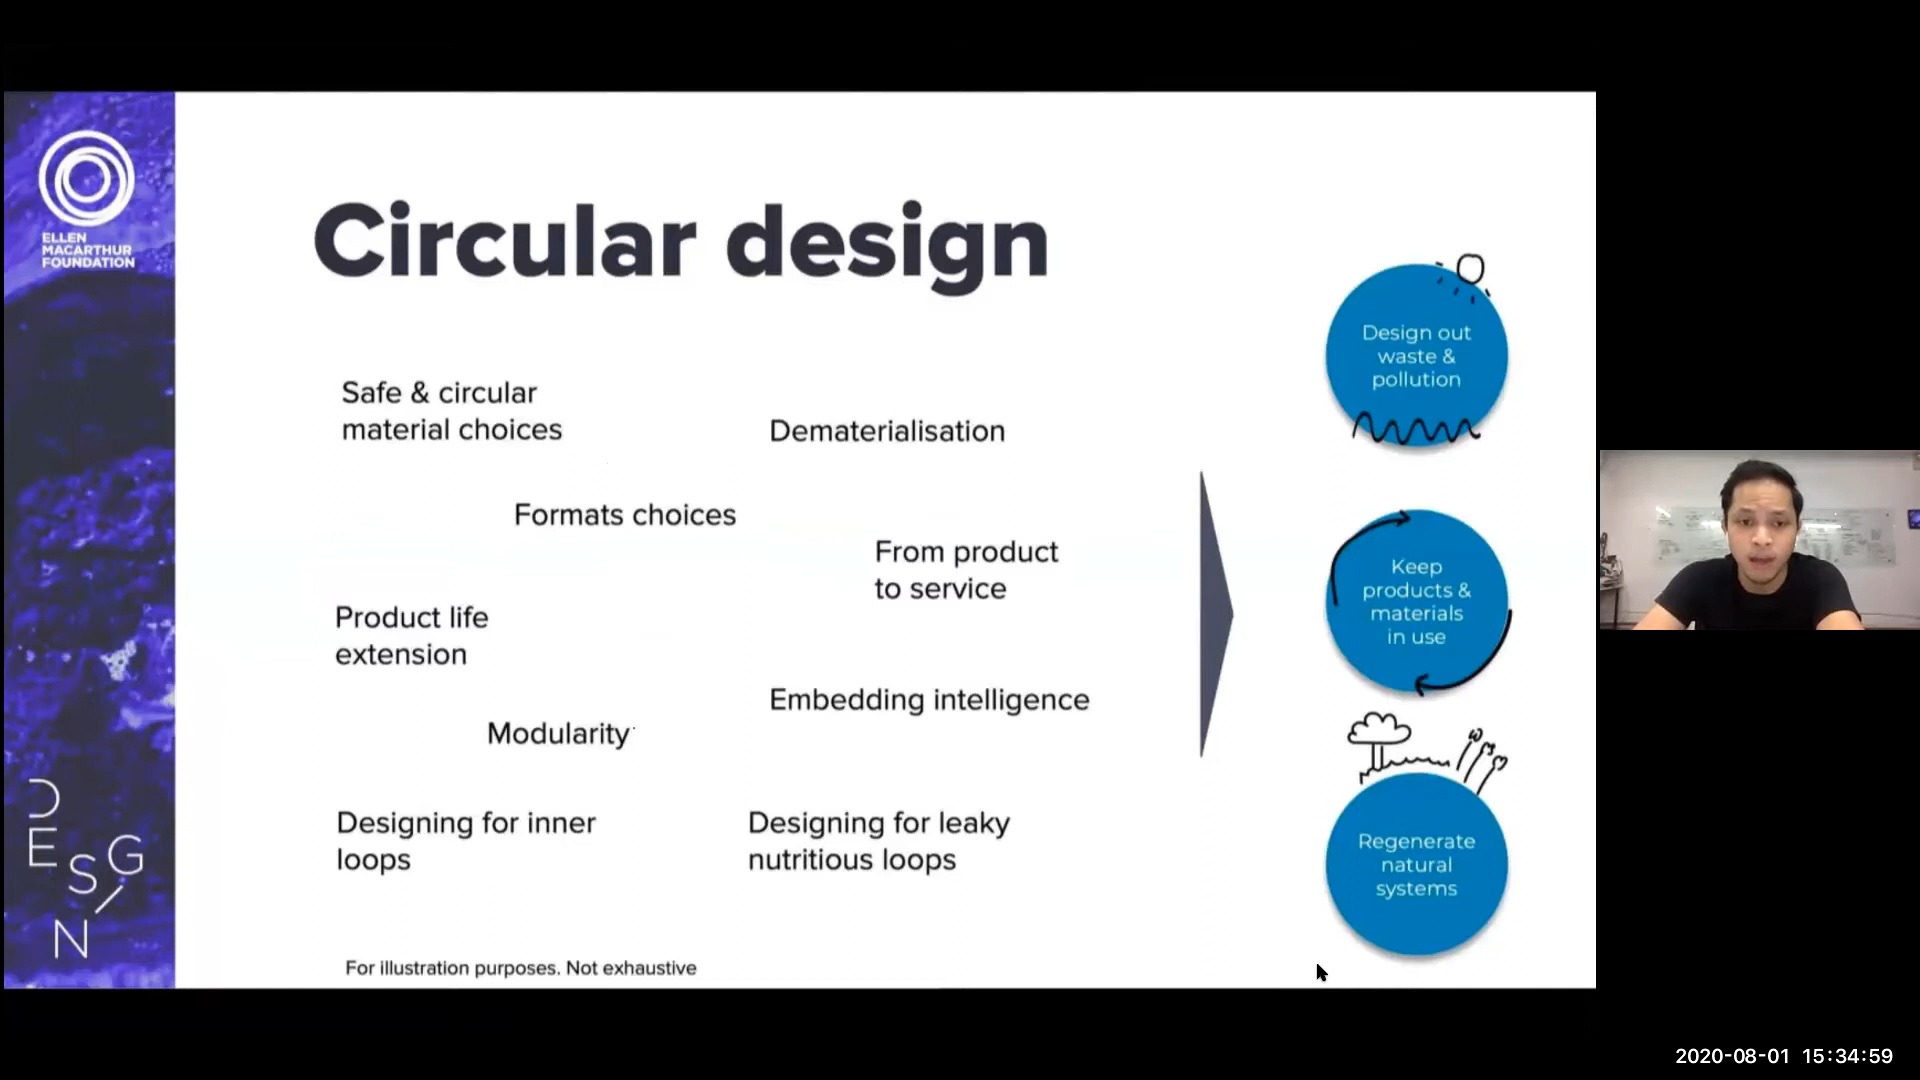 ELLEN
MACARTHUR
FOUNDATION
Circular design
Safe & circular
material choices
Dematerialisation
Formats choices
From product
to service
Product life
extension
Embedding intelligence
Modularity
Designing for inner
loops
Designing for leaky
nutritious loops
For illustration purposes. Not exhaustive
Design out
waste &
pollution
Keep
products &
materials
in use
Regenerate
natural
systems
D
E
S I G
N
2020-08-01 15:34:59